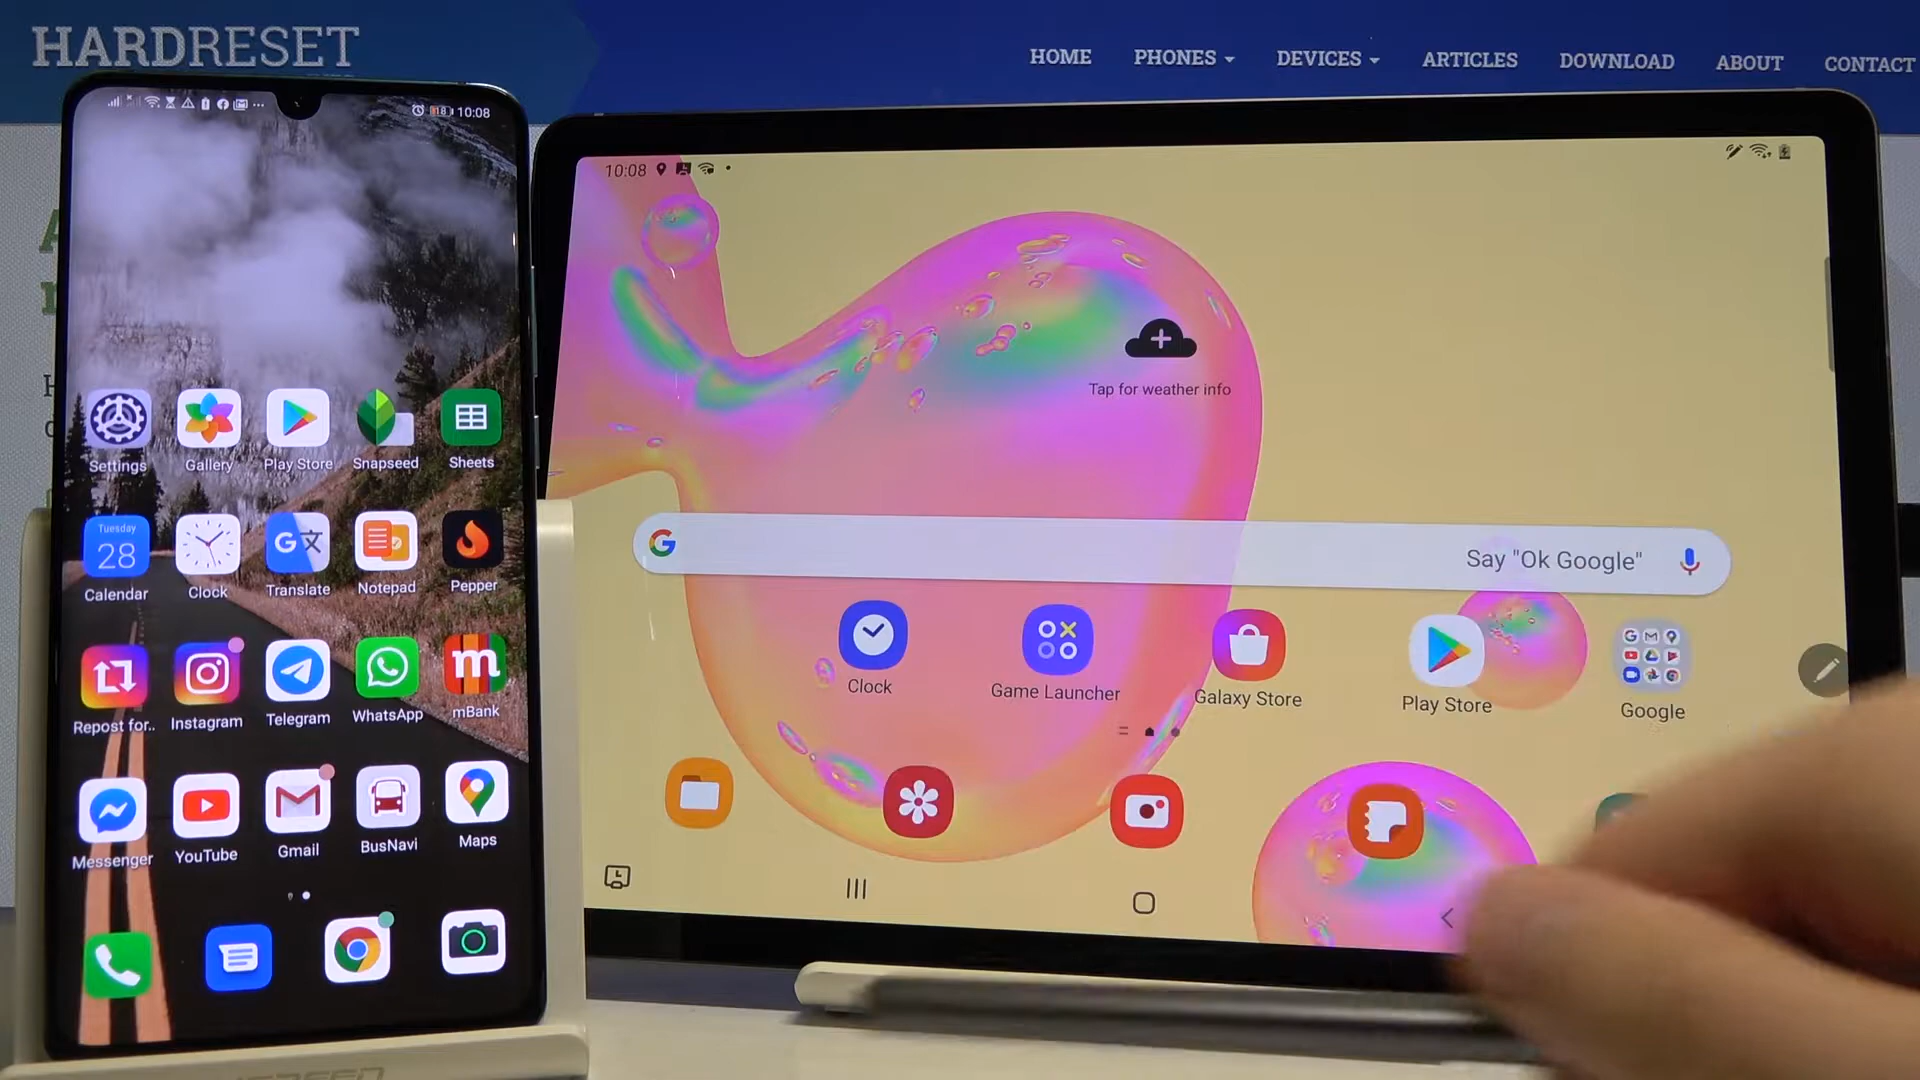 HARDRESET
HOME
PHONES
DEVICES
ARTICLES
DOWNLOAD
ABOUT
CONTACT
10:08
Settings
Gallery
Play Store
Snapseed
Sheets
Tuesday
28
Calendar
Clock
Translate
Notepad
Pepper
Repost for..
Instagram
Telegram
WhatsApp
m
mBank
Messenger
YouTube
Gmail
BusNavi
Maps
10:08
Tap for weather info
Say "Ok Google"
Clock
Game Launcher
Galaxy Store
Play Store
Google